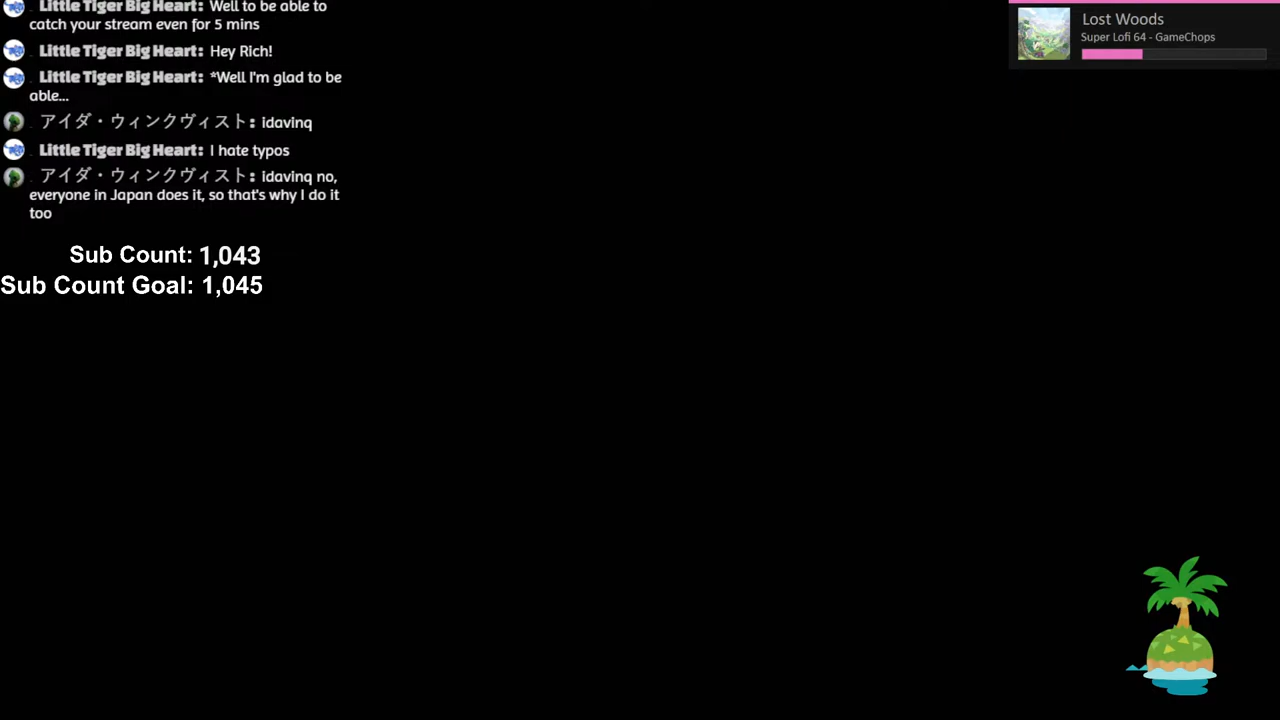 Little Tiger Big Heart: Well to be able to
catch your stream even for 5 mins
Little Tiger Big Heart: Hey Rich!
Little Tiger Big Heart: *Well I'm glad to be
able...
アイダ・ウィンクヴィスト: idavinq
Little Tiger Big Heart: I hate typos
アイダ・ウィンクヴィスト: idavinq no,
everyone in Japan does it, so that's why I do it
too
Sub Count: 1,043
Sub Count Goal: 1,045
Lost Woods
Super Lofi 64 - GameChops